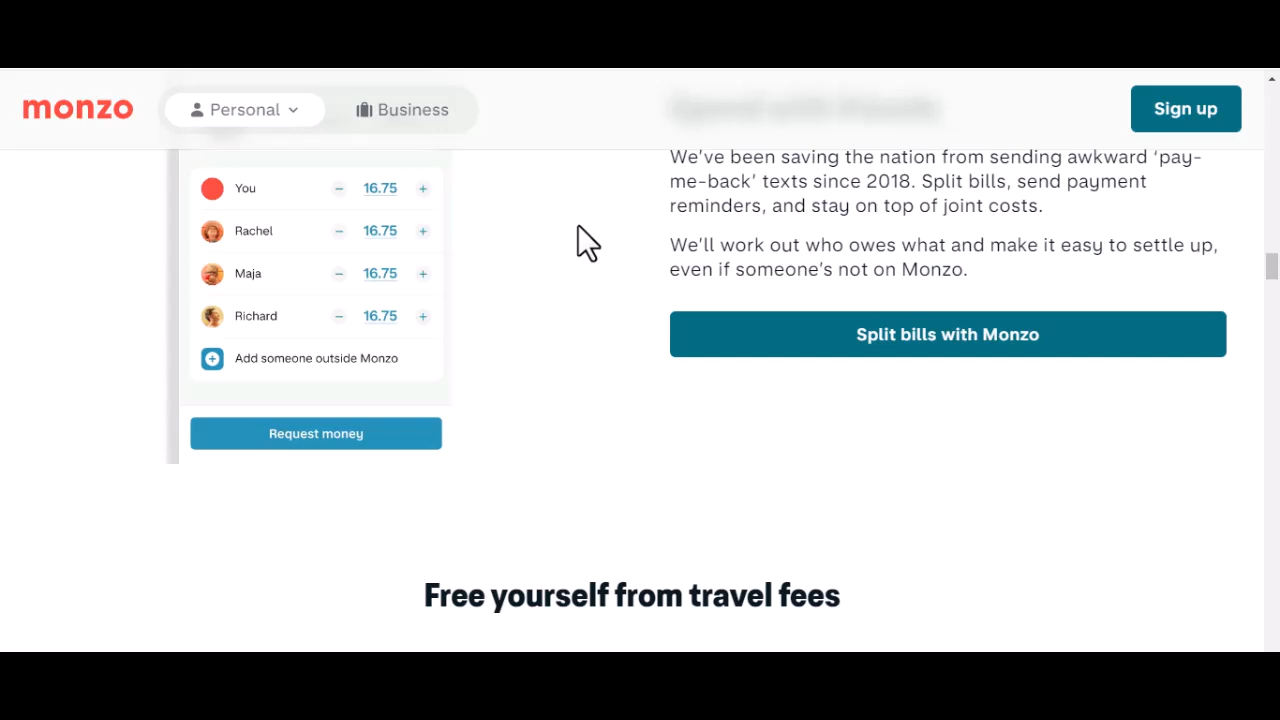 monzo
Personal
Business
Sign up
You
16.75
Rachel
16.75
Maja
16.75
Richard
16.75
Add someone outside Monzo
Request money
We've been saving the nation from sending awkward 'pay-
me-back' texts since 2018. Split bills, send payment
reminders, and stay on top of joint costs.
We'll work out who owes what and make it easy to settle up,
even if someone's not on Monzo.
Split bills with Monzo
Free yourself from travel fees